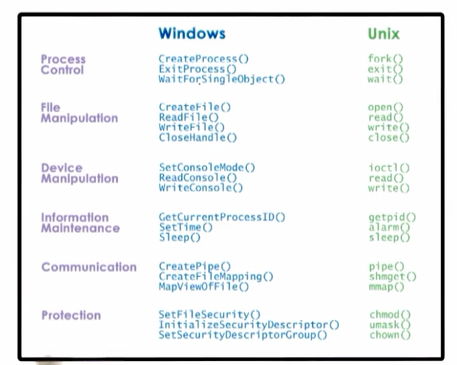 Windows Unix
Process Control CreateProcess() fork()
ExitProcess() exit()
WaitForSingleObject() wait()
File Manipulation CreateFile() open()
ReadFile() read()
WriteFile() write()
CloseHandle() close()
Device Manipulation SetConsoleMode() ioctl()
ReadConsole() read()
WriteConsole() write()
Information Maintenance GetCurrentProcessID() getpid()
SetTime() alarm()
Sleep() sleep()
Communication CreatePipe() pipe()
CreateFileMapping() shmget()
MapViewOfFile() mmap()
Protection SetFileSecurity() chmod()
InitializeSecurityDescriptor() umask()
SetSecurityDescriptorGroup() chown()